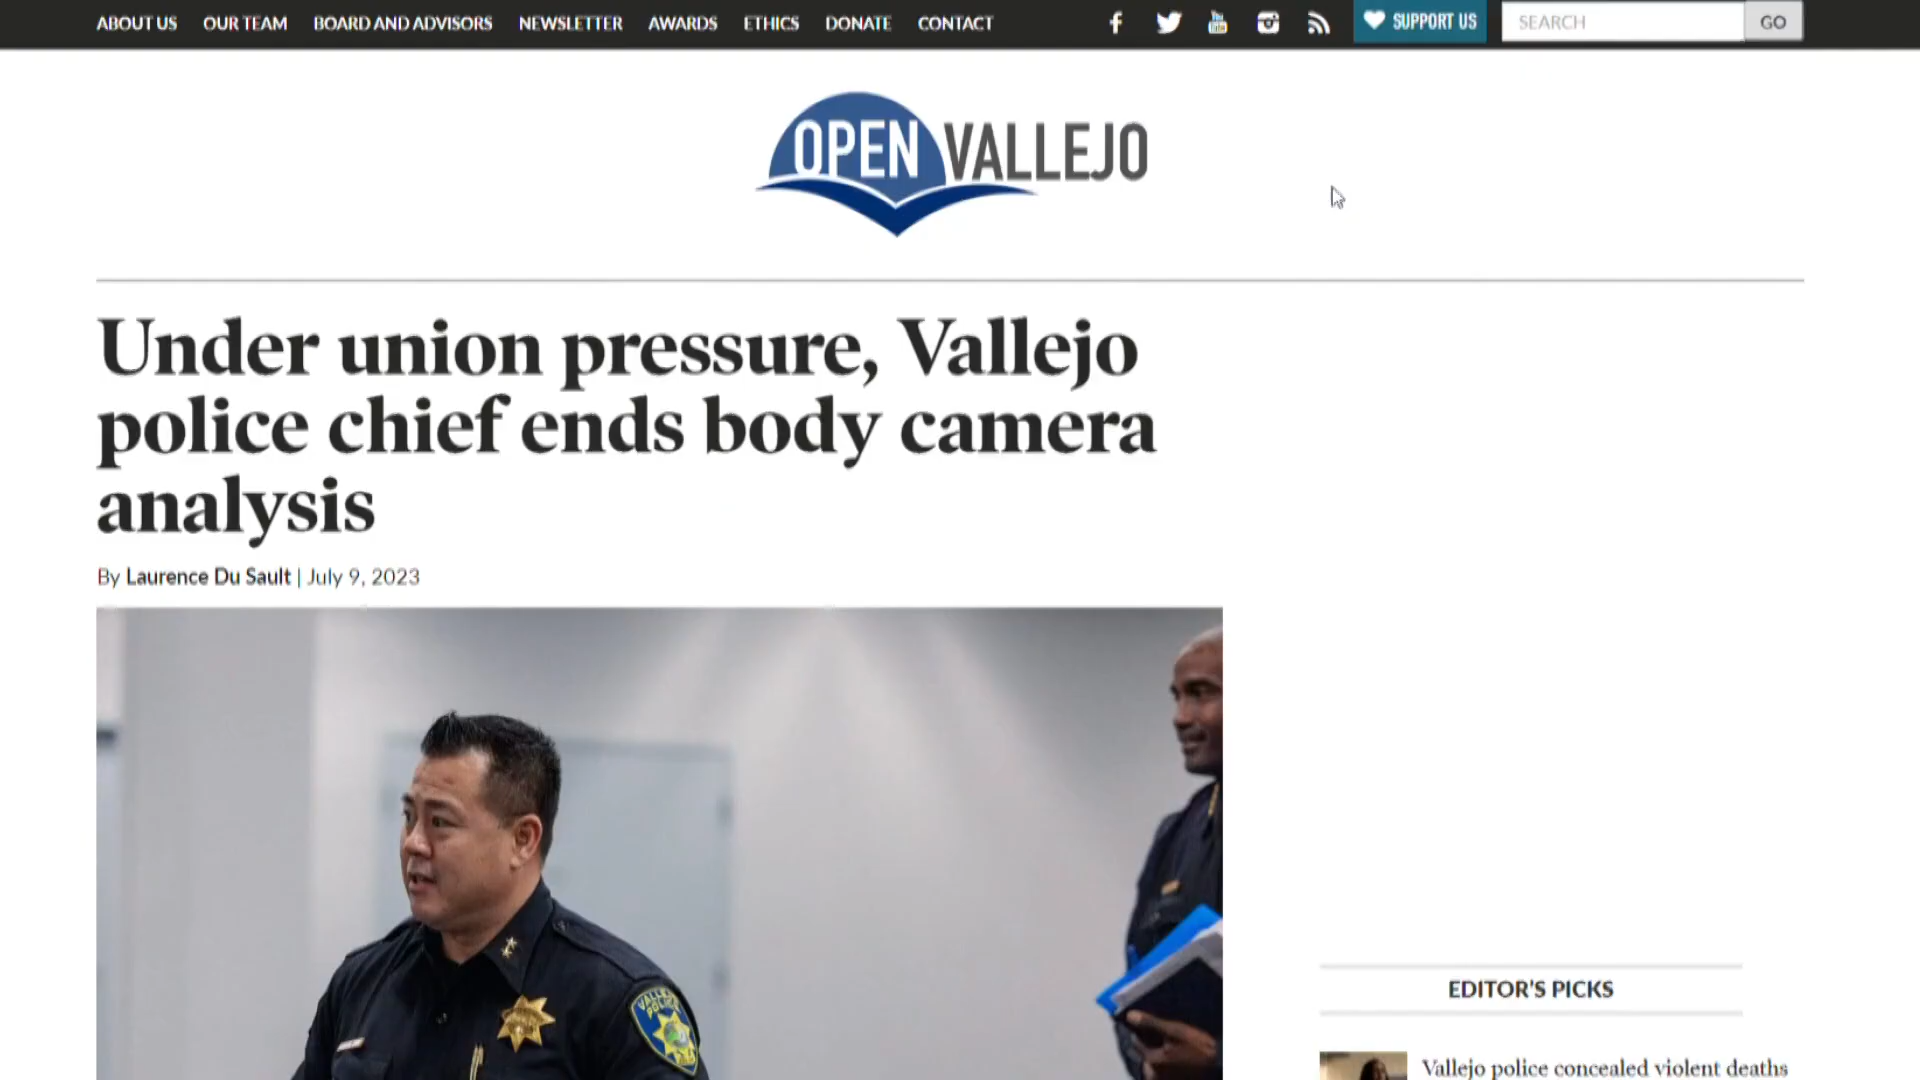 ABOUT US OUR TEAM BOARD AND ADVISORS NEWSLETTER AWARDS ETHICS DONATE CONTACT SUPPORT US SEARCH GO
OPEN VALLEJO
Under union pressure, Vallejo
police chief ends body camera
analysis
By Laurence Du Sault | July 9, 2023
VALLEJO
POLICE
EDITOR'S PICKS
Vallejo police concealed violent deaths